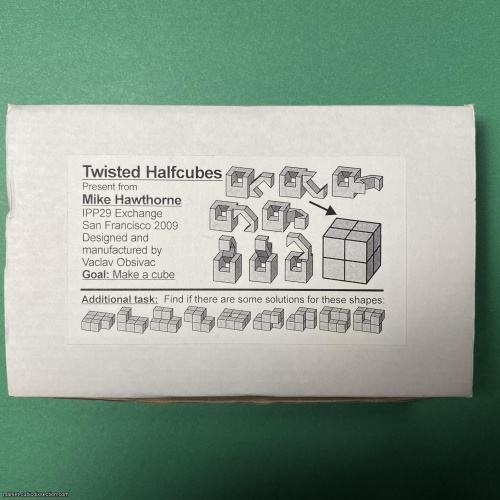 Twisted Halfcubes
Present from
Mike Hawthorne
IPP29 Exchange
San Francisco 2009
Designed and
manufactured by
Vaclav Obsivac
Goal: Make a cube
Additional task: Find if there are some solutions for these shapes: